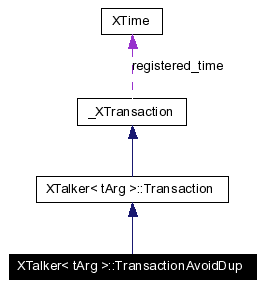 XTime
registered_time
_XTransaction
XTalker< tArg >::Transaction
XTalker< tArg >::TransactionAvoidDup